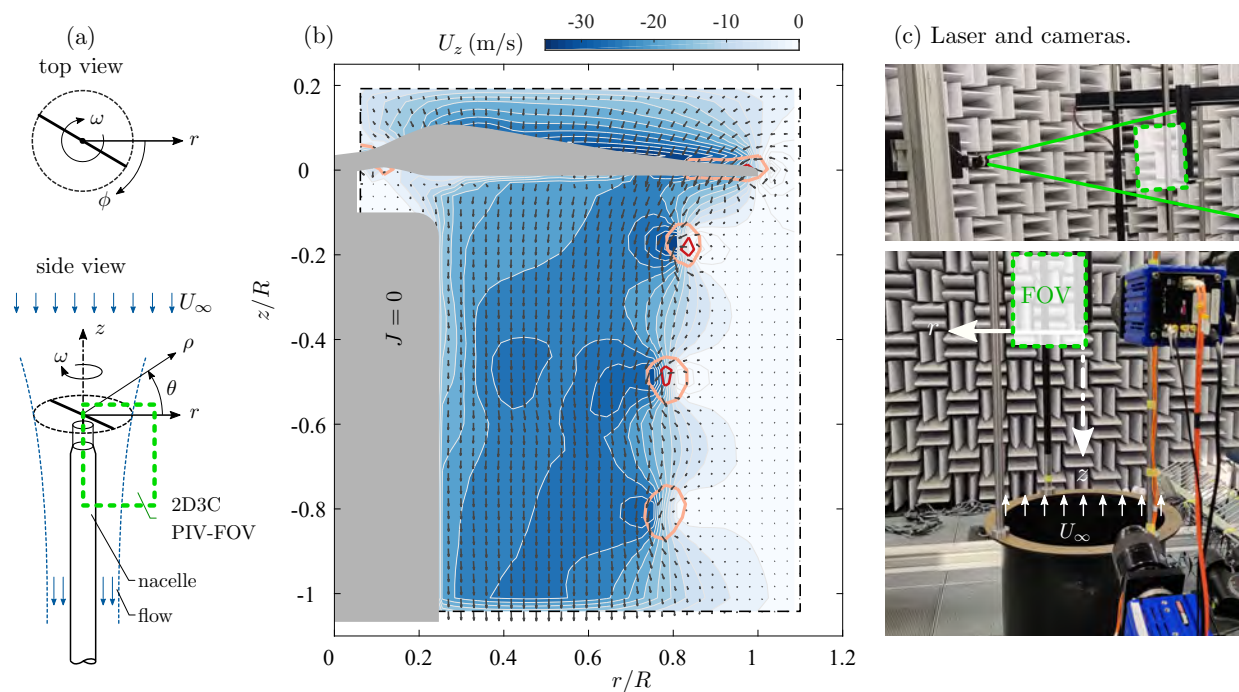 (a)
top view
ω
r
ϕ
side view
U∞
z
ω
ρ
θ
r
2D3C
PIV-FOV
nacelle
flow
(b)
U_z (m/s)
-30 -20 -10 0
0.2
0
-0.2
-0.4
-0.6
-0.8
-1
z/R
J = 0
0 0.2 0.4 0.6 0.8 1 1.2
r/R
(c) Laser and cameras.
FOV
r
z
U∞